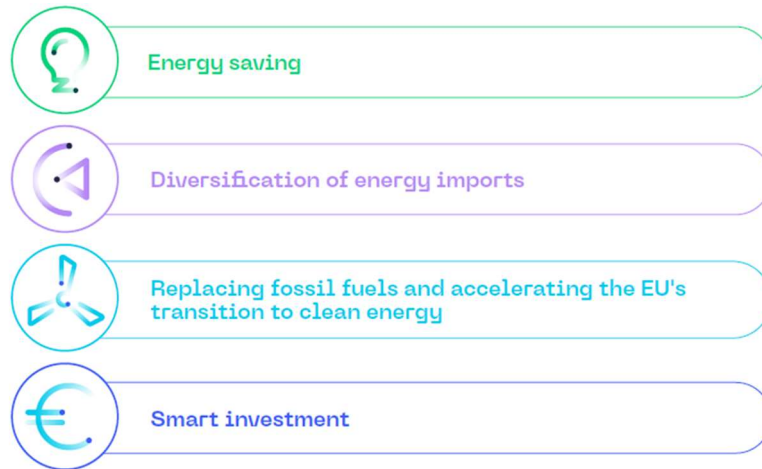 Energy saving
Diversification of energy imports
Replacing fossil fuels and accelerating the EU's
transition to clean energy
Smart investment